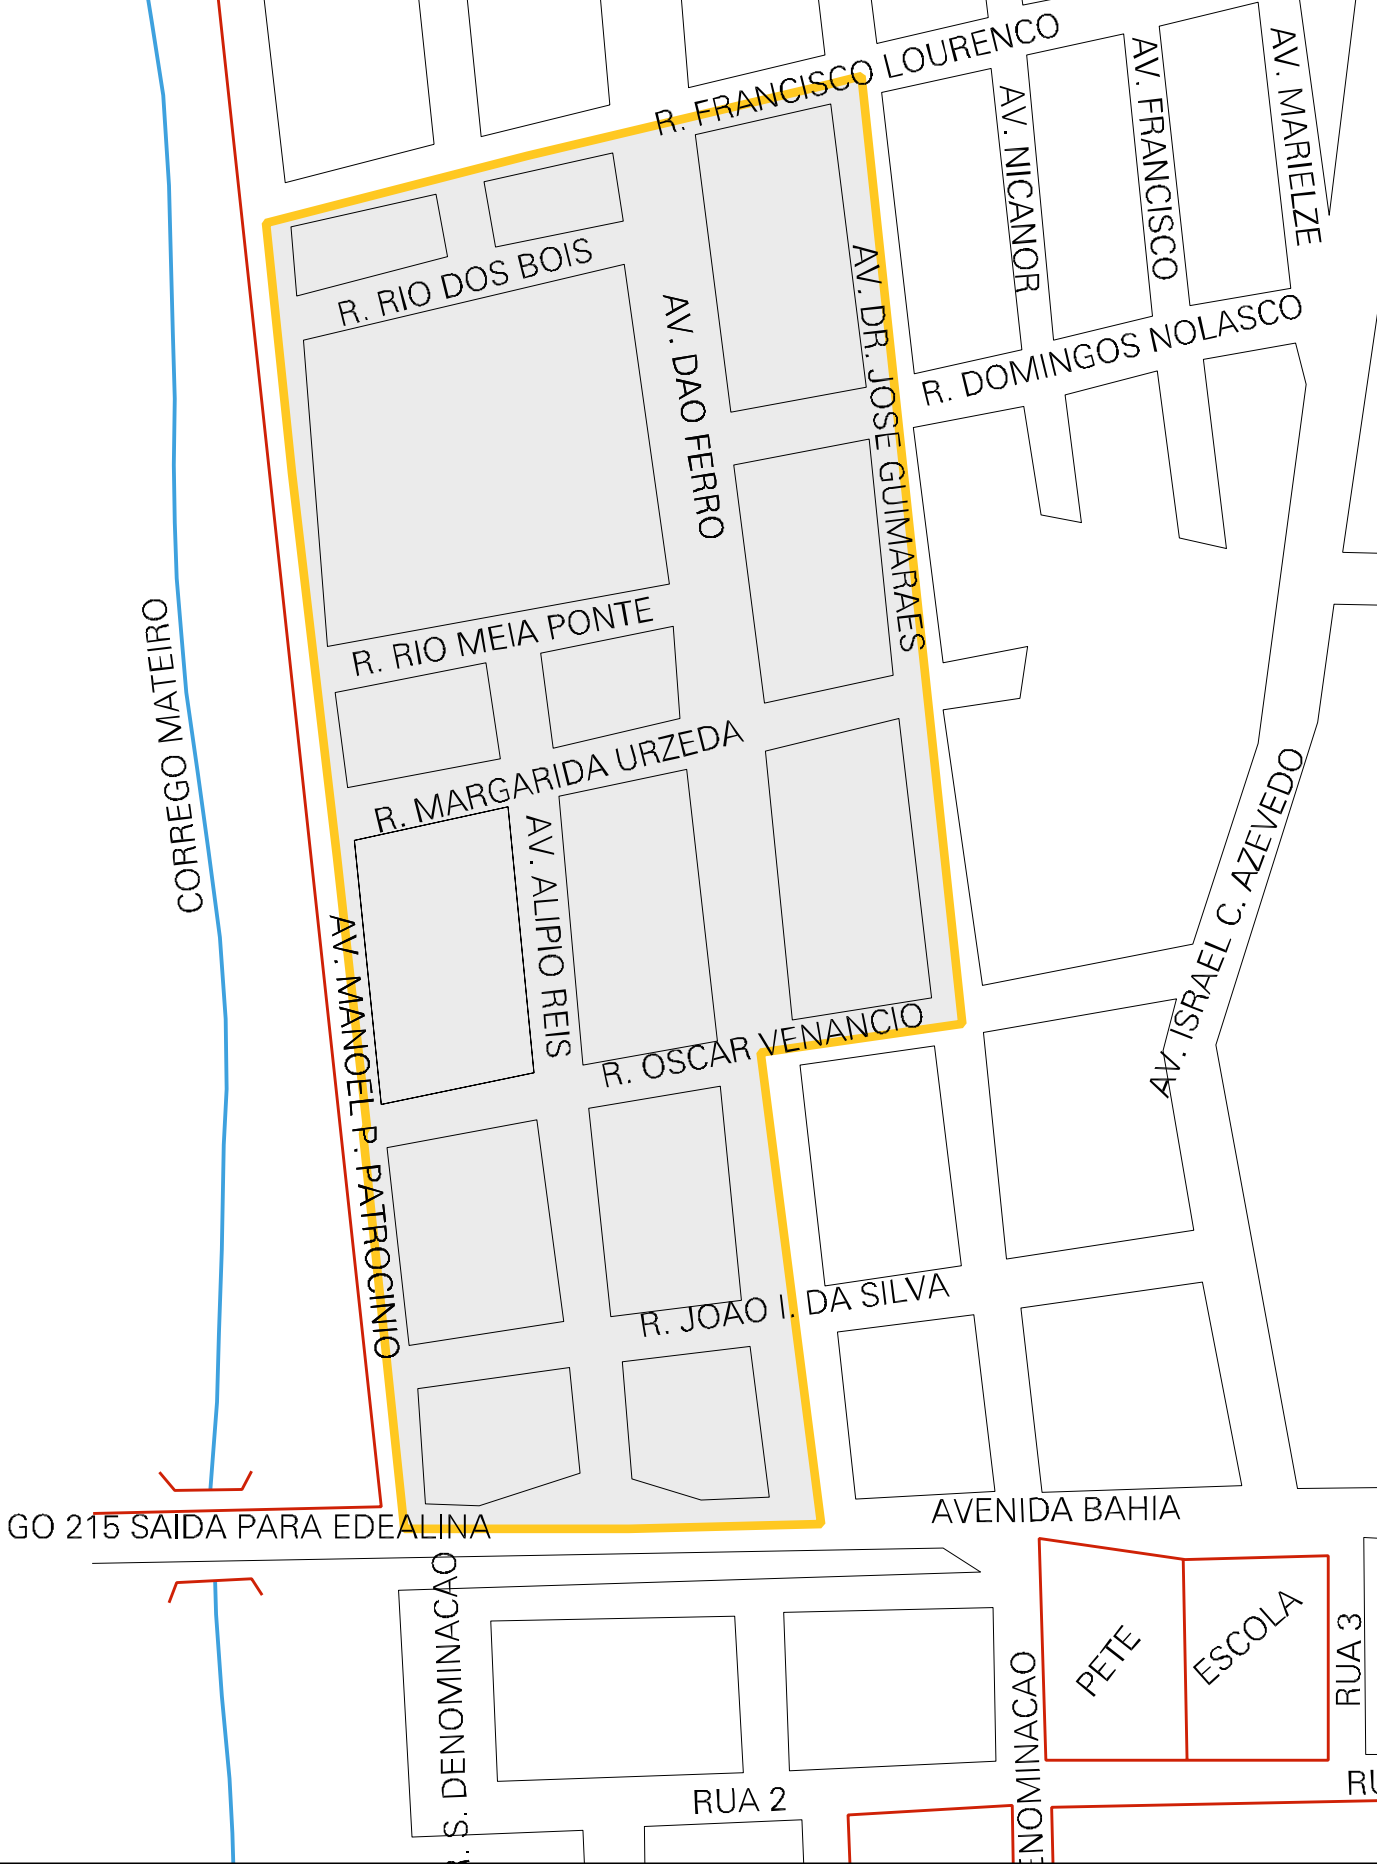 R. FRANCISCO LOURENCO
AV. NICANOR
AV. FRANCISCO
AV. MARIELZE
R. RIO DOS BOIS
AV. DAO FERRO
AV. DR. JOSE GUIMARAES
R. DOMINGOS NOLASCO
CORREGO MATEIRO
R. RIO MEIA PONTE
R. MARGARIDA URZEDA
AV. ALIPIO REIS
AV. ISRAEL C. AZEVEDO
AV. MANOEL P. PATROCINIO
R. OSCAR VENANCIO
R. JOAO I. DA SILVA
GO 215 SAIDA PARA EDEALINA
AVENIDA BAHIA
. S. DENOMINACAO
ENOMINACAO
PETE
ESCOLA
RUA 3
RUA 2
RU